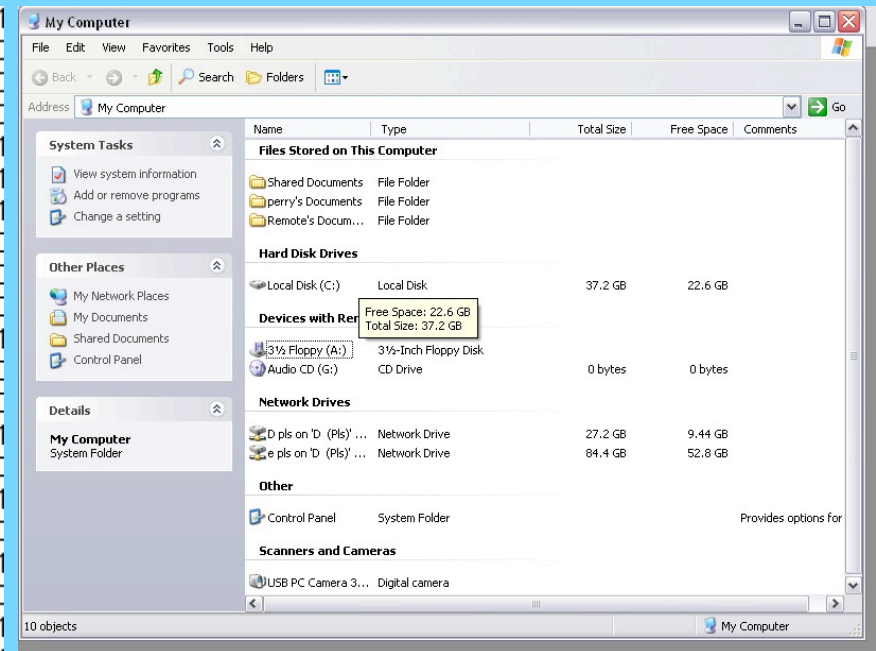 My Computer
File Edit View Favorites Tools Help
Back Search Folders
Address My Computer Go
System Tasks
View system information
Add or remove programs
Change a setting
Other Places
My Network Places
My Documents
Shared Documents
Control Panel
Details
My Computer
System Folder
Name Type Total Size Free Space Comments
Files Stored on This Computer
Shared Documents File Folder
perry's Documents File Folder
Remote's Docum... File Folder
Hard Disk Drives
Local Disk (C:) Local Disk 37.2 GB 22.6 GB
Free Space: 22.6 GB
Total Size: 37.2 GB
Devices with Rer
3½ Floppy (A:) 3½-Inch Floppy Disk
Audio CD (G:) CD Drive 0 bytes 0 bytes
Network Drives
D pls on 'D (Pls)' ... Network Drive 27.2 GB 9.44 GB
e pls on 'D (Pls)' ... Network Drive 84.4 GB 52.8 GB
Other
Control Panel System Folder Provides options for
Scanners and Cameras
USB PC Camera 3... Digital camera
10 objects My Computer